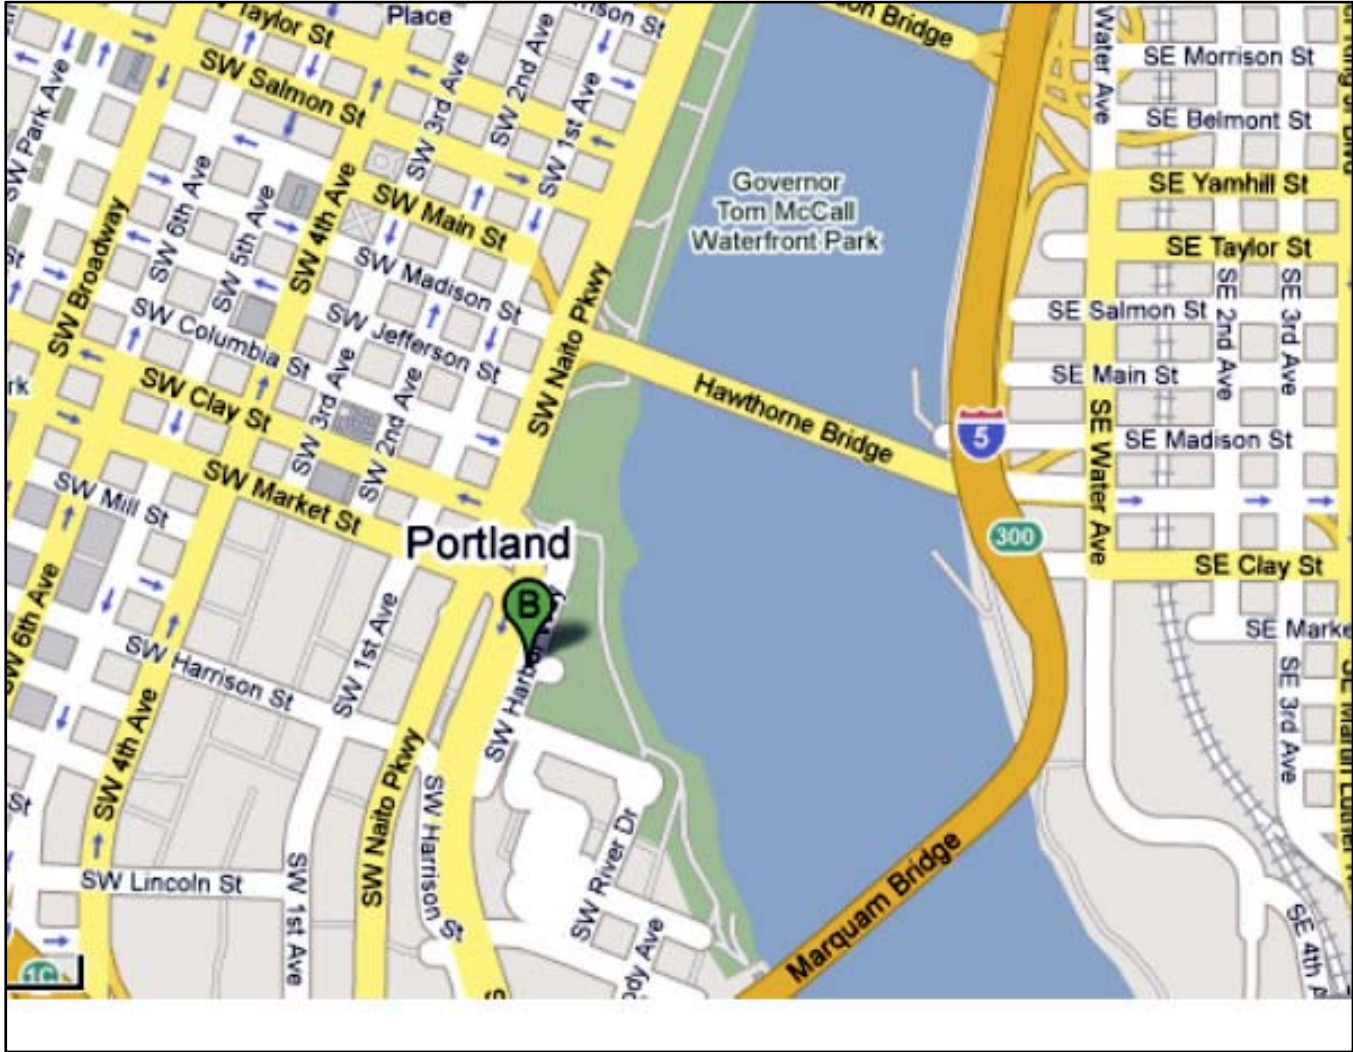 Place
SW Taylor St
SW Salmon St
SW 3rd Ave
SW 2nd Ave
SW 1st Ave
SW Park Ave
SW Broadway
SW 6th Ave
SW 5th Ave
SW 4th Ave
SW Main St
SW Madison St
SW Jefferson St
SW Columbia St
SW Clay St
SW 3rd Ave
SW 2nd Ave
SW Naito Pkwy
SW Market St
SW Mill St
Portland
B
Governor
Tom McCall
Waterfront Park
Hawthorne Bridge
Bridge
5
300
Water Ave
SE Morrison St
SE Belmont St
SE Yamhill St
SE Taylor St
SE Salmon St
SE 2nd Ave
SE 3rd Ave
SE Main St
SE Madison St
SE Water Ave
SE Clay St
SE Marke
SE 3rd Ave
SE 4th A
SW 6th Ave
SW 4th Ave
SW Harrison St
SW 1st Ave
SW Naito Pkwy
SW Harrison St
SW River Dr
SW Lincoln St
SW 1st Ave
Marquam Bridge
1C